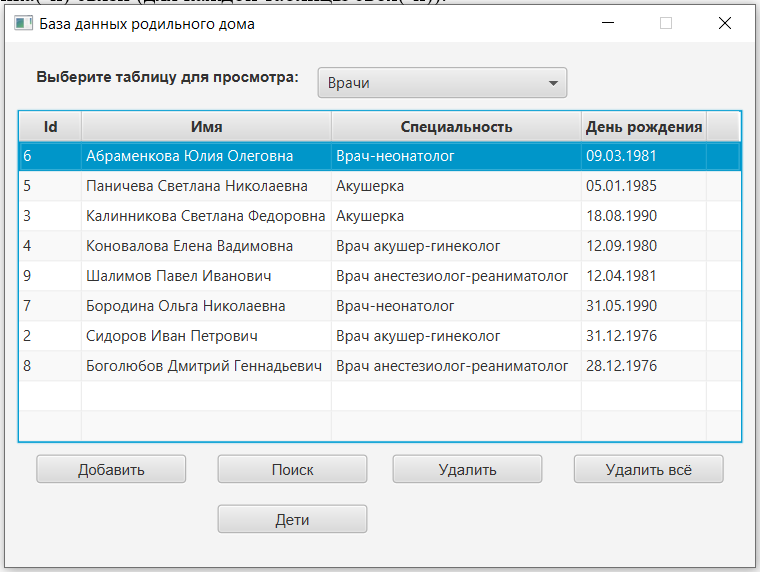 База данных родильного дома
Выберите таблицу для просмотра: Врачи
Id Имя Специальность День рождения
6 Абраменкова Юлия Олеговна Врач-неонатолог 09.03.1981
5 Паничева Светлана Николаевна Акушерка 05.01.1985
3 Калинникова Светлана Федоровна Акушерка 18.08.1990
4 Коновалова Елена Вадимовна Врач акушер-гинеколог 12.09.1980
9 Шалимов Павел Иванович Врач анестезиолог-реаниматолог 12.04.1981
7 Бородина Ольга Николаевна Врач-неонатолог 31.05.1990
2 Сидоров Иван Петрович Врач акушер-гинеколог 31.12.1976
8 Боголюбов Дмитрий Геннадьевич Врач анестезиолог-реаниматолог 28.12.1976
Добавить Поиск Удалить Удалить всё
Дети